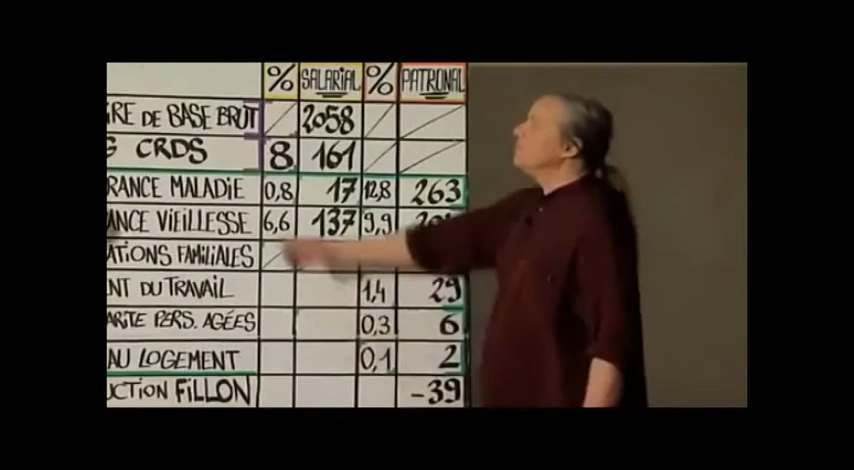 % SALARIAL % PATRONAL
IRE DE BASE BRUT 2058
G CRDS 8 161
RANCE MALADIE 0,8 17 12,8 263
ANCE VIEILLESSE 6,6 137 9,9
ATIONS FAMILIALES
NT DU TRAVAIL 1,4 29
ARITE PERS. AGÉES 0,3 6
AU LOGEMENT 0,1 2
UCTION FILLON -39